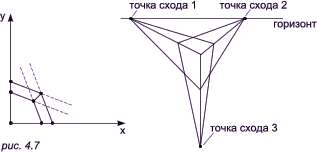 y
точка схода 1
точка схода 2
горизонт
x
точка схода 3
рис. 4.7